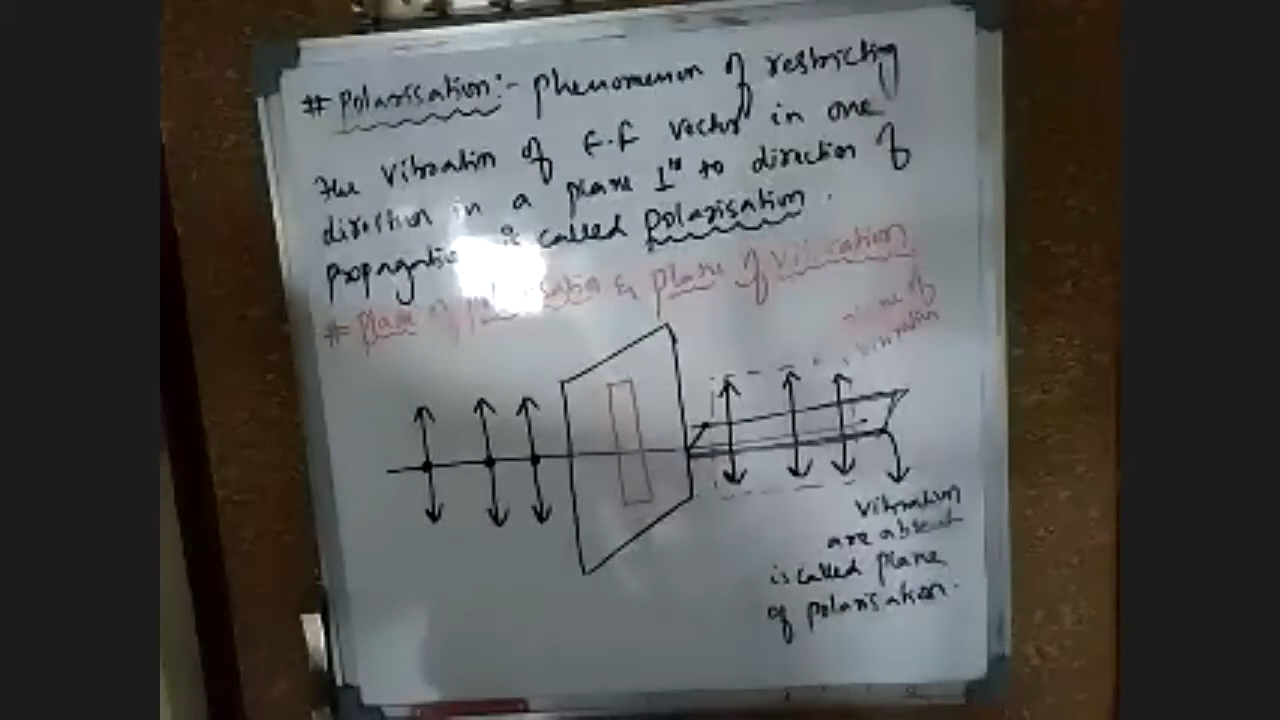 # Polarisation:- phenomenon of restricting
the vibration of E.F vector in one
direction in a plane ⊥ʳ to direction of
propagation is called polarisation.
# Plane of polarisation & plane of vibration
plane of
vibration
vibration
are absent
is called plane
of polarisation.